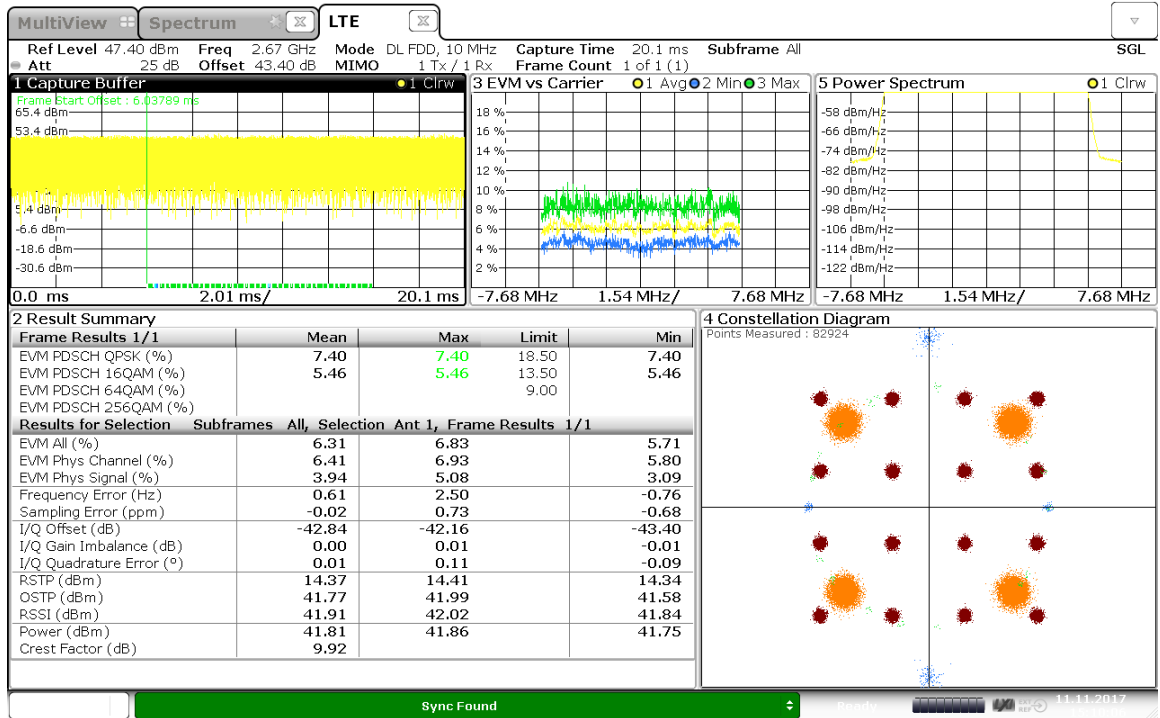 MultiView Spectrum LTE
Ref Level 47.40 dBm Freq 2.67 GHz Mode DL FDD, 10 MHz Capture Time 20.1 ms Subframe All SGL
Att 25 dB Offset 43.40 dB MIMO 1 Tx / 1 Rx Frame Count 1 of 1 (1)
1 Capture Buffer 1 Clrw
Frame Start Offset : 6.03789 ms
65.4 dBm
53.4 dBm
5.4 dBm
-6.6 dBm
-18.6 dBm
-30.6 dBm
0.0 ms 2.01 ms/ 20.1 ms
3 EVM vs Carrier 1 Avg 2 Min 3 Max
18 %
16 %
14 %
12 %
10 %
8 %
6 %
4 %
2 %
-7.68 MHz 1.54 MHz/ 7.68 MHz
5 Power Spectrum 1 Clrw
-58 dBm/Hz
-66 dBm/Hz
-74 dBm/Hz
-82 dBm/Hz
-90 dBm/Hz
-98 dBm/Hz
-106 dBm/Hz
-114 dBm/Hz
-122 dBm/Hz
-7.68 MHz 1.54 MHz/ 7.68 MHz
2 Result Summary
Frame Results 1/1 Mean Max Limit Min
EVM PDSCH QPSK (%) 7.40 7.40 18.50 7.40
EVM PDSCH 16QAM (%) 5.46 5.46 13.50 5.46
EVM PDSCH 64QAM (%) 9.00
EVM PDSCH 256QAM (%)
Results for Selection Subframes All, Selection Ant 1, Frame Results 1/1
EVM All (%) 6.31 6.83 5.71
EVM Phys Channel (%) 6.41 6.93 5.80
EVM Phys Signal (%) 3.94 5.08 3.09
Frequency Error (Hz) 0.61 2.50 -0.76
Sampling Error (ppm) -0.02 0.73 -0.68
I/Q Offset (dB) -42.84 -42.16 -43.40
I/Q Gain Imbalance (dB) 0.00 0.01 -0.01
I/Q Quadrature Error (°) 0.01 0.11 -0.09
RSTP (dBm) 14.37 14.41 14.34
OSTP (dBm) 41.77 41.99 41.58
RSSI (dBm) 41.91 42.02 41.84
Power (dBm) 41.81 41.86 41.75
Crest Factor (dB) 9.92
4 Constellation Diagram
Points Measured : 82924
Sync Found Ready LXI 11.11.2017